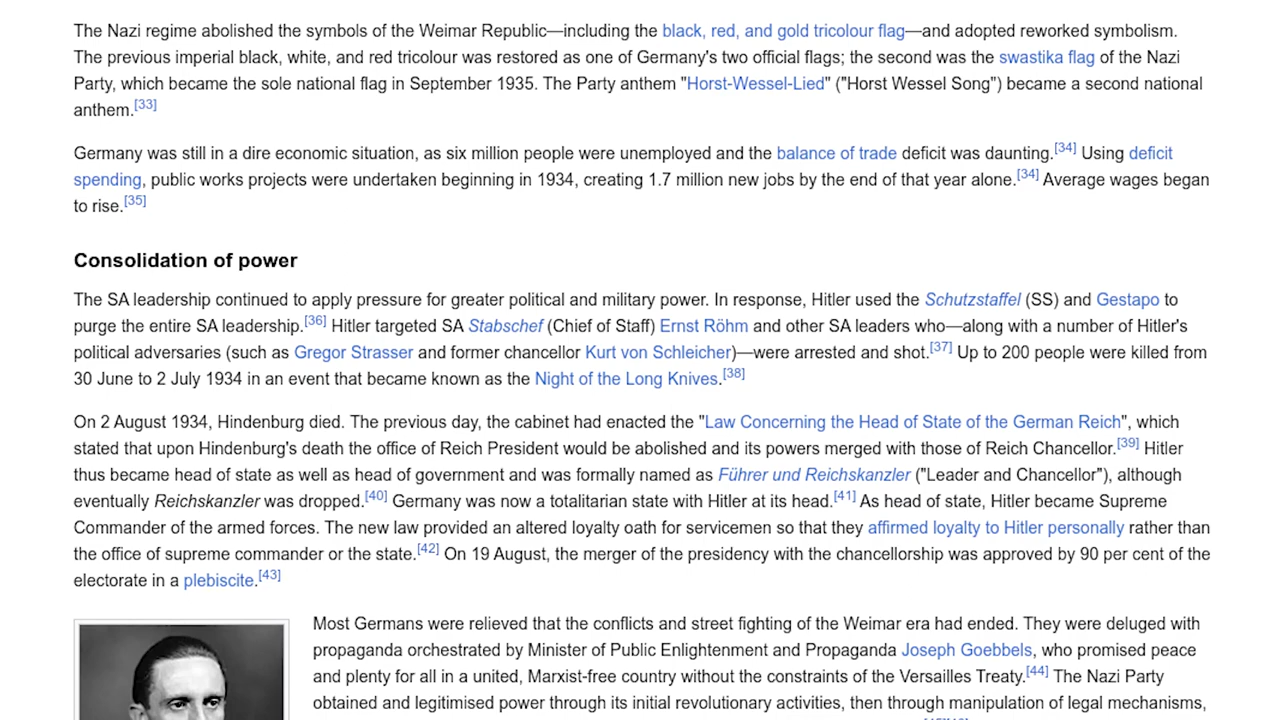 The Nazi regime abolished the symbols of the Weimar Republic—including the black, red, and gold tricolour flag—and adopted reworked symbolism.
The previous imperial black, white, and red tricolour was restored as one of Germany's two official flags; the second was the swastika flag of the Nazi
Party, which became the sole national flag in September 1935. The Party anthem "Horst-Wessel-Lied" ("Horst Wessel Song") became a second national
anthem.[33]
Germany was still in a dire economic situation, as six million people were unemployed and the balance of trade deficit was daunting.[34] Using deficit
spending, public works projects were undertaken beginning in 1934, creating 1.7 million new jobs by the end of that year alone.[34] Average wages began
to rise.[35]
Consolidation of power
The SA leadership continued to apply pressure for greater political and military power. In response, Hitler used the Schutzstaffel (SS) and Gestapo to
purge the entire SA leadership.[36] Hitler targeted SA Stabschef (Chief of Staff) Ernst Röhm and other SA leaders who—along with a number of Hitler's
political adversaries (such as Gregor Strasser and former chancellor Kurt von Schleicher)—were arrested and shot.[37] Up to 200 people were killed from
30 June to 2 July 1934 in an event that became known as the Night of the Long Knives.[38]
On 2 August 1934, Hindenburg died. The previous day, the cabinet had enacted the "Law Concerning the Head of State of the German Reich", which
stated that upon Hindenburg's death the office of Reich President would be abolished and its powers merged with those of Reich Chancellor.[39] Hitler
thus became head of state as well as head of government and was formally named as Führer und Reichskanzler ("Leader and Chancellor"), although
eventually Reichskanzler was dropped.[40] Germany was now a totalitarian state with Hitler at its head.[41] As head of state, Hitler became Supreme
Commander of the armed forces. The new law provided an altered loyalty oath for servicemen so that they affirmed loyalty to Hitler personally rather than
the office of supreme commander or the state.[42] On 19 August, the merger of the presidency with the chancellorship was approved by 90 per cent of the
electorate in a plebiscite.[43]
Most Germans were relieved that the conflicts and street fighting of the Weimar era had ended. They were deluged with
propaganda orchestrated by Minister of Public Enlightenment and Propaganda Joseph Goebbels, who promised peace
and plenty for all in a united, Marxist-free country without the constraints of the Versailles Treaty.[44] The Nazi Party
obtained and legitimised power through its initial revolutionary activities, then through manipulation of legal mechanisms,